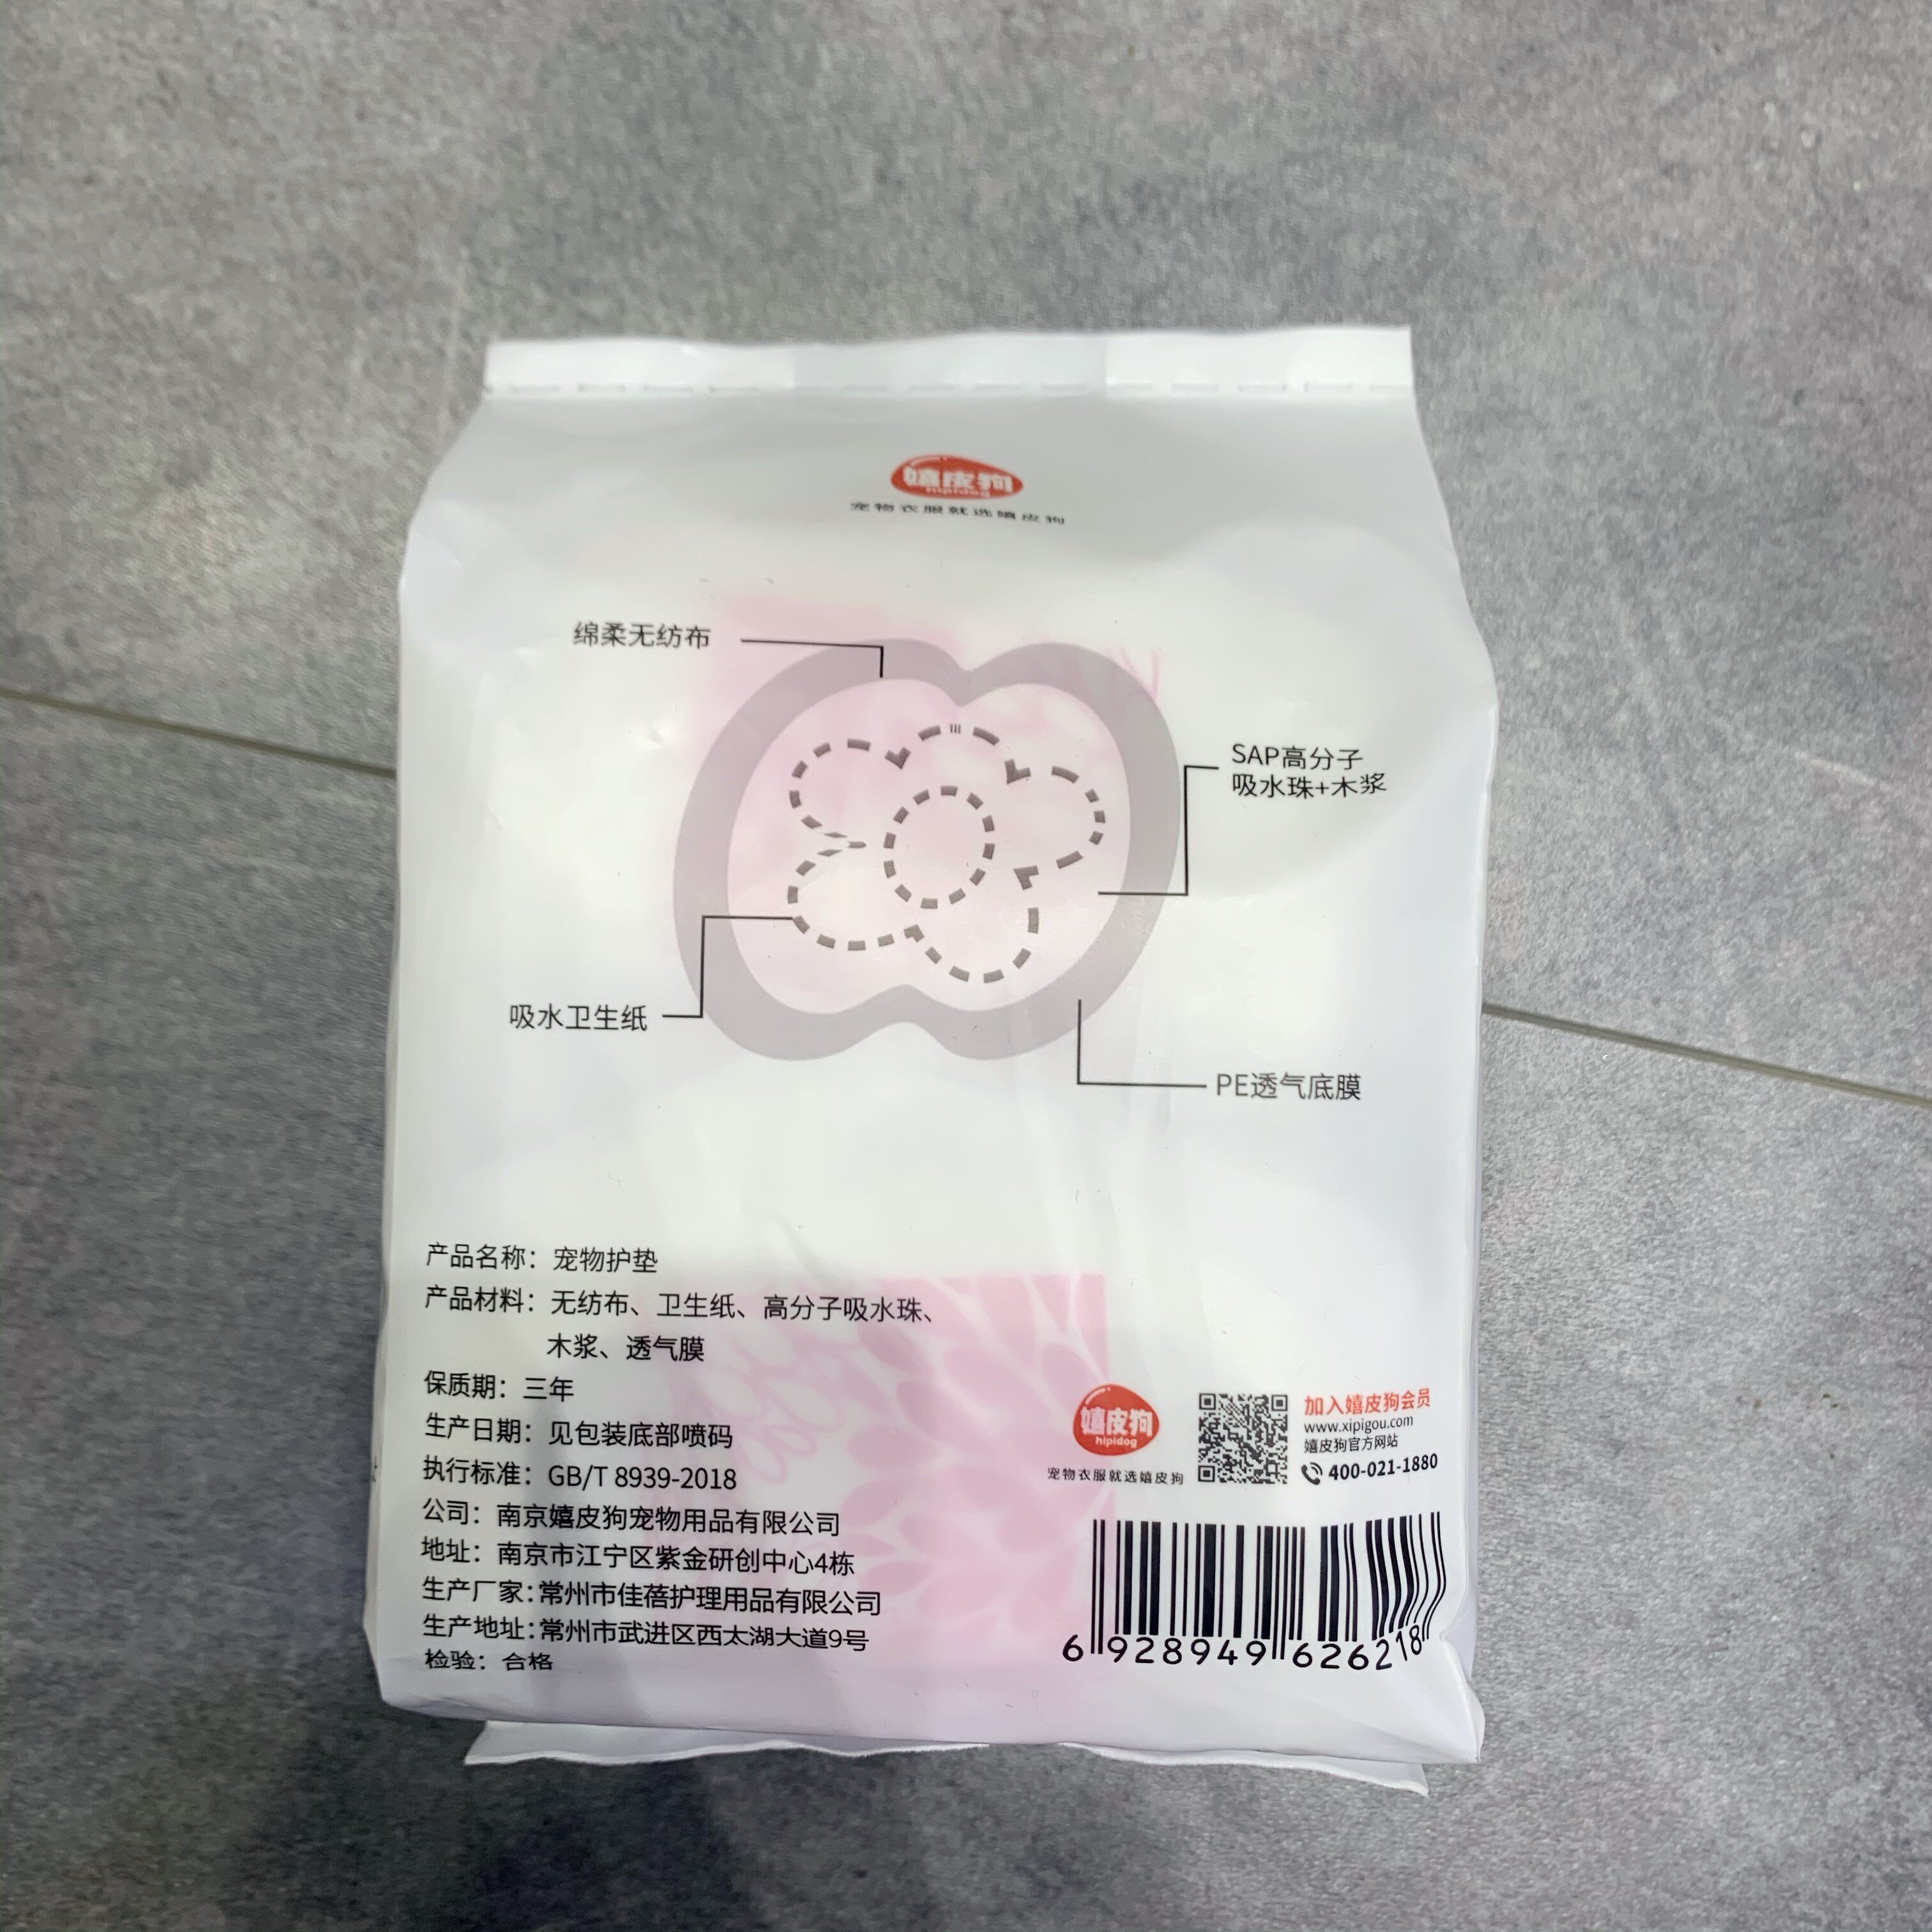 嬉皮狗
hipidog
宠物衣服就选嬉皮狗
绵柔无纺布
SAP高分子
吸水珠+木浆
吸水卫生纸
PE透气底膜
产品名称：宠物护垫
产品材料：无纺布、卫生纸、高分子吸水珠、
木浆、透气膜
保质期：三年
生产日期：见包装底部喷码
执行标准：GB/T 8939-2018
公司：南京嬉皮狗宠物用品有限公司
地址：南京市江宁区紫金研创中心4栋
生产厂家：常州市佳蓓护理用品有限公司
生产地址：常州市武进区西太湖大道9号
检验：合格
嬉皮狗
hipidog
宠物衣服就选嬉皮狗
加入嬉皮狗会员
www.xipigou.com
嬉皮狗官方网站
400-021-1880
6 928949 626218